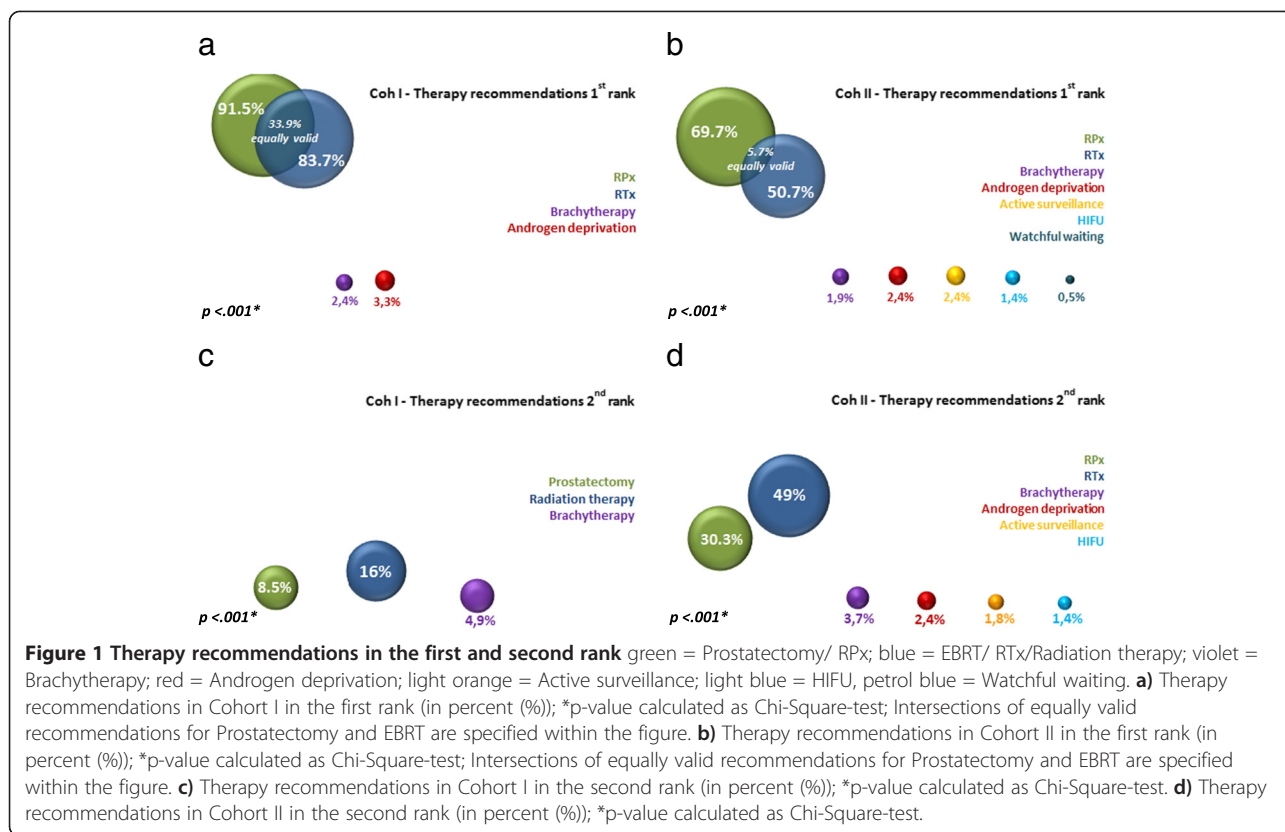 a
Coh I - Therapy recommendations 1st rank
91.5%
33.9%
equally valid
83.7%
RPx
RTx
Brachytherapy
Androgen deprivation
2,4%
3,3%
p <.001*
b
Coh II - Therapy recommendations 1st rank
69.7%
5.7%
equally valid
50.7%
RPx
RTx
Brachytherapy
Androgen deprivation
Active surveillance
HIFU
Watchful waiting
1,9%
2,4%
2,4%
1,4%
0,5%
p <.001*
c
Coh I - Therapy recommendations 2nd rank
Prostatectomy
Radiation therapy
Brachytherapy
8.5%
16%
4,9%
p <.001*
d
Coh II - Therapy recommendations 2nd rank
49%
30.3%
RPx
RTx
Brachytherapy
Androgen deprivation
Active surveillance
HIFU
3,7%
2,4%
1,8%
1,4%
p <.001*
Figure 1 Therapy recommendations in the first and second rank green = Prostatectomy/ RPx; blue = EBRT/ RTx/Radiation therapy; violet =
Brachytherapy; red = Androgen deprivation; light orange = Active surveillance; light blue = HIFU, petrol blue = Watchful waiting. a) Therapy
recommendations in Cohort I in the first rank (in percent (%)); *p-value calculated as Chi-Square-test; Intersections of equally valid
recommendations for Prostatectomy and EBRT are specified within the figure. b) Therapy recommendations in Cohort II in the first rank (in
percent (%)); *p-value calculated as Chi-Square-test; Intersections of equally valid recommendations for Prostatectomy and EBRT are specified
within the figure. c) Therapy recommendations in Cohort I in the second rank (in percent (%)); *p-value calculated as Chi-Square-test. d) Therapy
recommendations in Cohort II in the second rank (in percent (%)); *p-value calculated as Chi-Square-test.